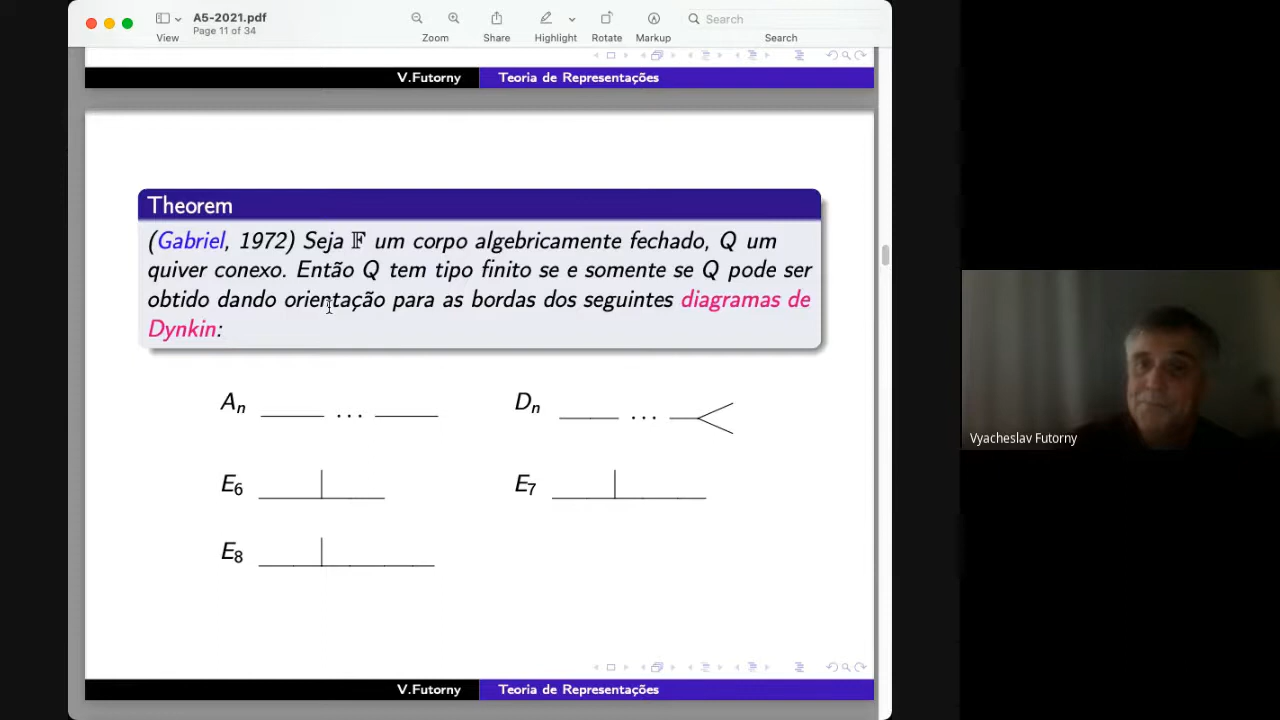 A5-2021.pdf
Page 11 of 34
View
Zoom
Share
Highlight
Rotate
Markup
Search
Search
V.Futorny Teoria de Representações
Theorem
(Gabriel, 1972) Seja 𝔽 um corpo algebricamente fechado, Q um
quiver conexo. Então Q tem tipo finito se e somente se Q pode ser
obtido dando orientação para as bordas dos seguintes diagramas de
Dynkin:
Aₙ ... Dₙ ...
E₆ E₇
E₈
V.Futorny Teoria de Representações
Vyacheslav Futorny